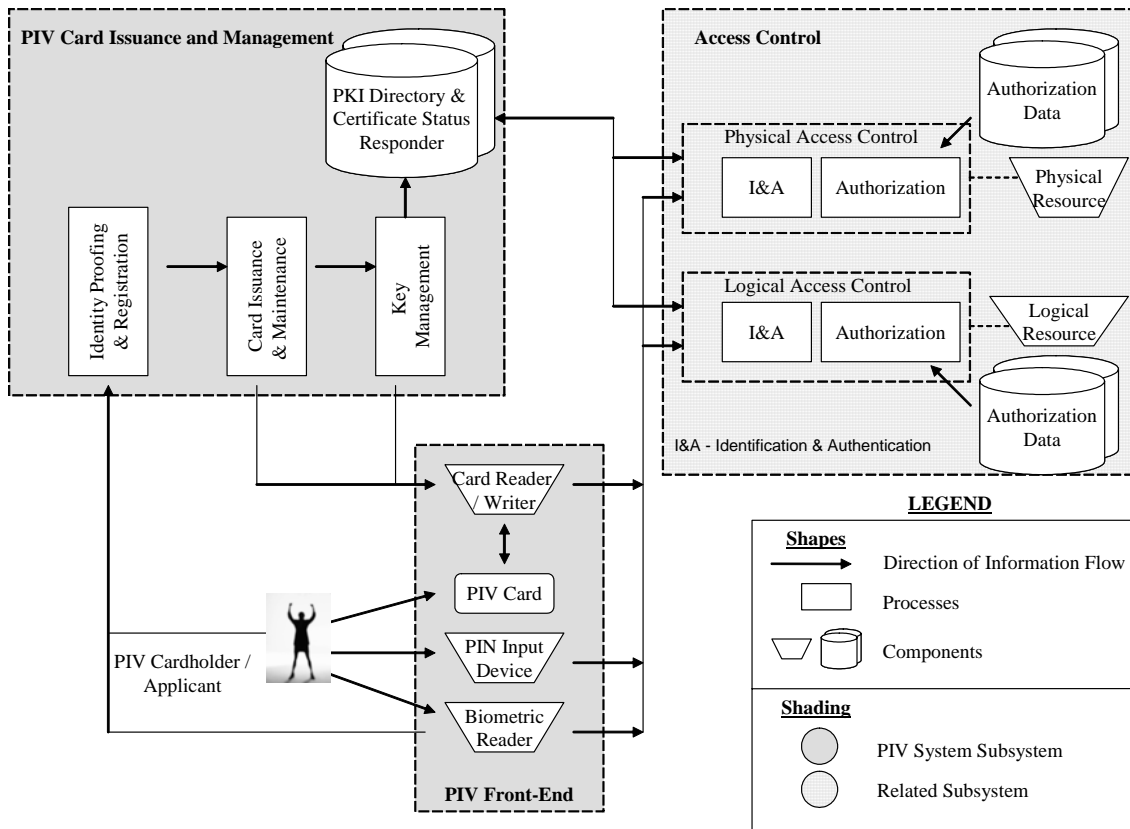 PIV Card Issuance and Management
PKI Directory &
Certificate Status
Responder
Identity Proofing
& Registration
Card Issuance
& Maintenance
Key
Management
Access Control
Authorization
Data
Physical Access Control
I&A
Authorization
Physical
Resource
Logical Access Control
I&A
Authorization
Logical
Resource
Authorization
Data
I&A - Identification & Authentication
Card Reader
/ Writer
PIV Card
PIN Input
Device
Biometric
Reader
PIV Front-End
PIV Cardholder /
Applicant
LEGEND
Shapes
Direction of Information Flow
Processes
Components
Shading
PIV System Subsystem
Related Subsystem